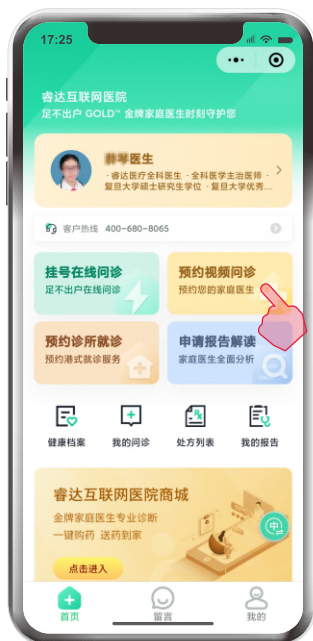 17:25
睿达互联网医院
足不出户 GOLD™ 金牌家庭医生时刻守护您
琴医生
·睿达医疗全科医生 ·全科医学主治医师 ·
复旦大学硕士研究生学位 ·复旦大学优秀...
客户热线 400-680-8065
挂号在线问诊
足不出户在线问诊
预约视频问诊
预约您的家庭医生
预约诊所就诊
预约港式就诊服务
申请报告解读
家庭医生全面分析
健康档案
我的问诊
处方列表
我的报告
睿达互联网医院商城
金牌家庭医生专业诊断
一键购药 送药到家
点击进入
中
首页
留言
我的